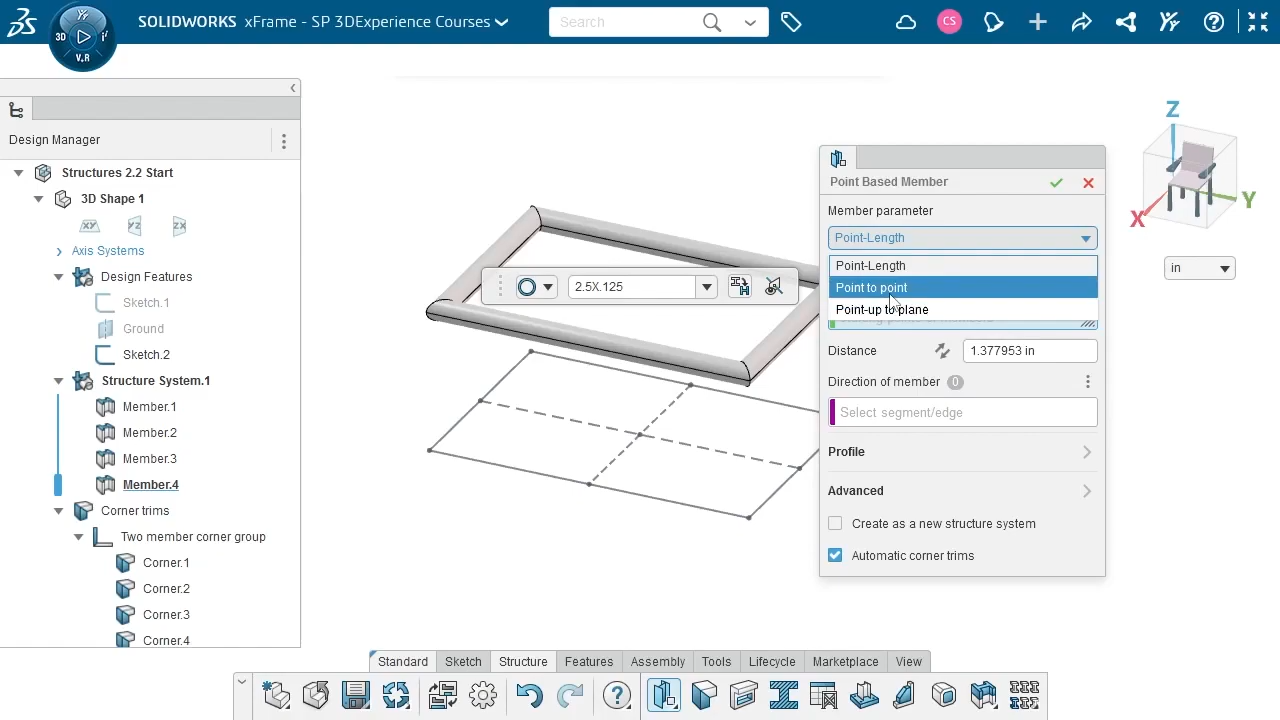 SOLIDWORKS xFrame - SP 3DExperience Courses
Search
CS
3D
V.R
Design Manager
Structures 2.2 Start
3D Shape 1
XY YZ ZX
Axis Systems
Design Features
Sketch.1
Ground
Sketch.2
Structure System.1
Member.1
Member.2
Member.3
Member.4
Corner trims
Two member corner group
Corner.1
Corner.2
Corner.3
Corner.4
2.5X.125
Point Based Member
Member parameter
Point-Length
Point-Length
Point to point
Point-up to plane
Distance
1.377953 in
Direction of member 0
Select segment/edge
Profile
Advanced
Create as a new structure system
Automatic corner trims
Z
X
Y
in
Standard Sketch Structure Features Assembly Tools Lifecycle Marketplace View